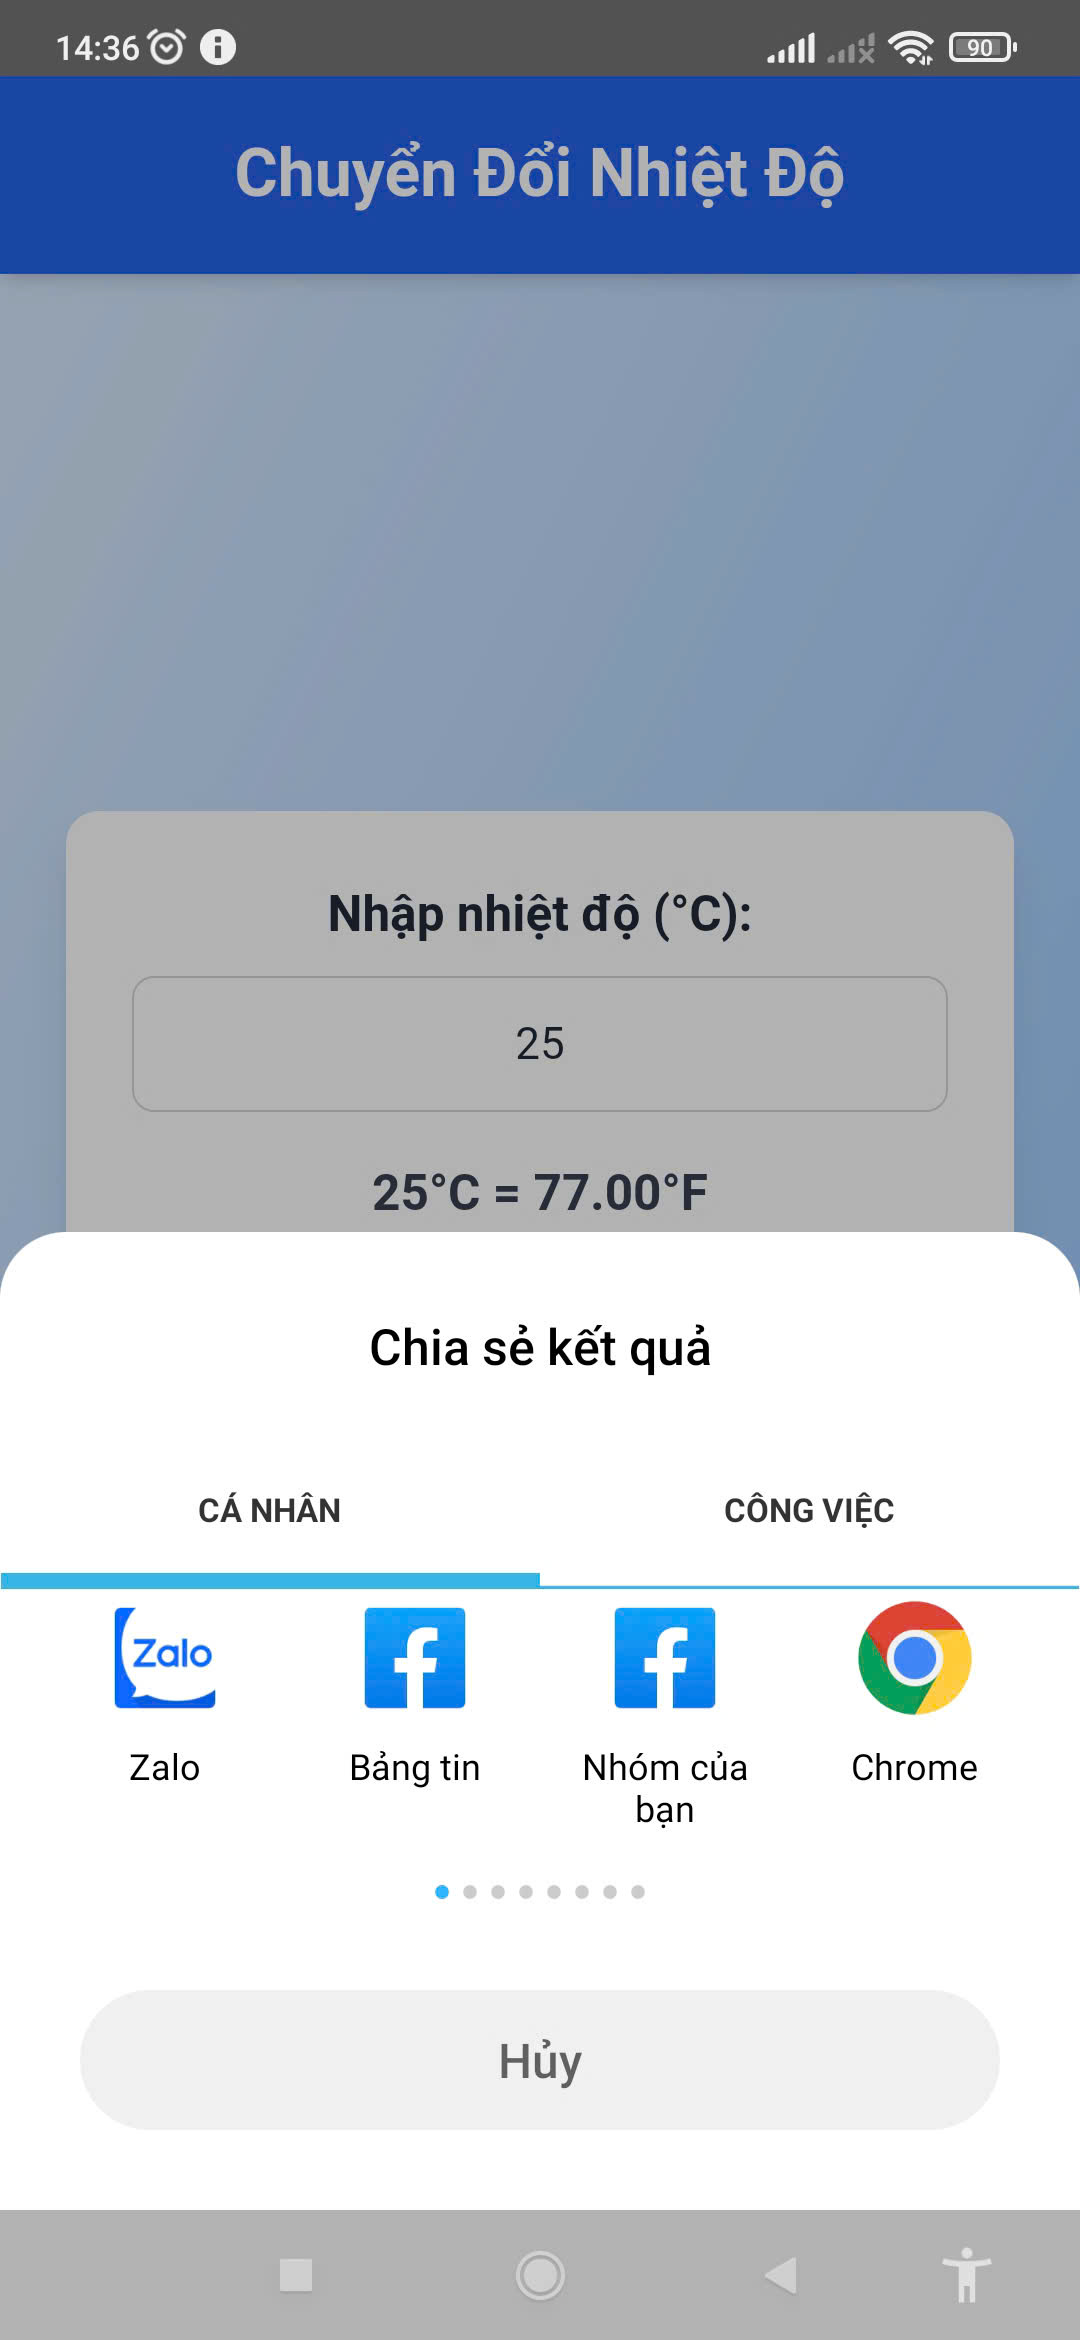 14:36
90
Chuyển Đổi Nhiệt Độ
Nhập nhiệt độ (°C):
25
25°C = 77.00°F
Chia sẻ kết quả
CÁ NHÂN
CÔNG VIỆC
Zalo
Zalo
Bảng tin
Nhóm của
bạn
Chrome
Hủy